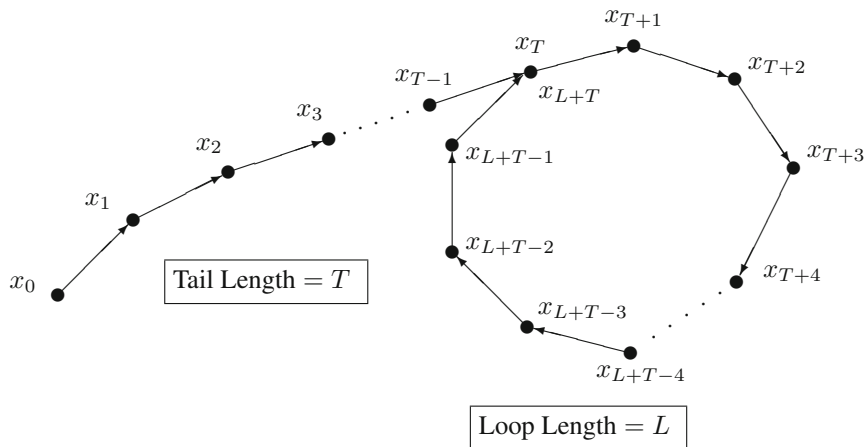 x_{T+1}
x_T
x_{T+2}
x_{T-1}
x_{L+T}
x_3
x_2
x_{L+T-1}
x_{T+3}
x_1
x_{L+T-2}
x_0
Tail Length = T
x_{T+4}
x_{L+T-3}
x_{L+T-4}
Loop Length = L